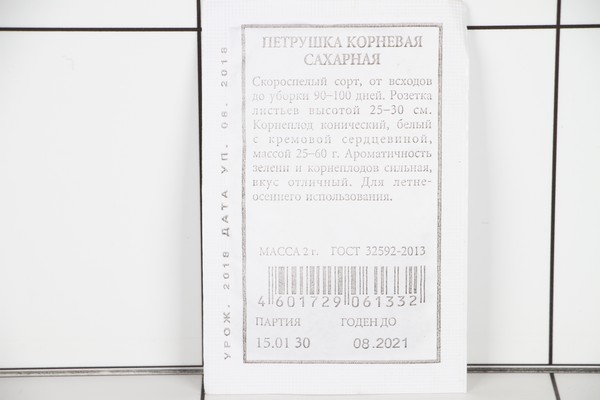 ПЕТРУШКА КОРНЕВАЯ
САХАРНАЯ
Скороспелый сорт, от всходов
до уборки 90–100 дней. Розетка
листьев высотой 25–30 см.
Корнеплод конический, белый
с кремовой сердцевиной,
массой 25–60 г. Ароматичность
зелени и корнеплодов сильная,
вкус отличный. Для летне-
осеннего использования.
МАССА 2 г. ГОСТ 32592-2013
4 601729 061332
ПАРТИЯ ГОДЕН ДО
15.01 30 08.2021
УРОЖ. 2018 ДАТА УП. 08. 2018